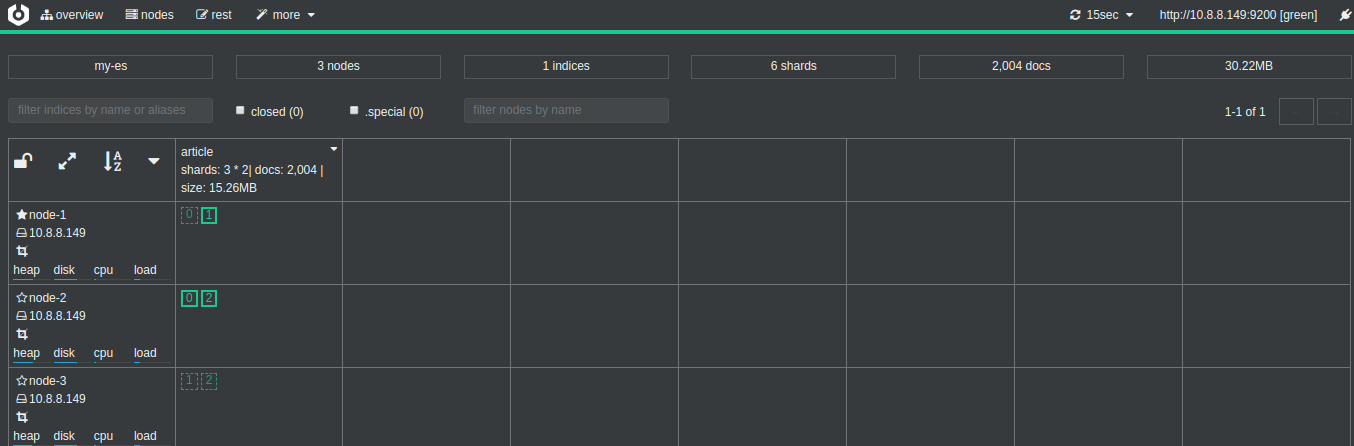 overview nodes rest more 15sec http://10.8.8.149:9200 [green]
my-es 3 nodes 1 indices 6 shards 2,004 docs 30.22MB
filter indices by name or aliases closed (0) .special (0) filter nodes by name 1-1 of 1
A
Z
article
shards: 3 * 2| docs: 2,004 |
size: 15.26MB
node-1 0 1
10.8.8.149
heap disk cpu load
node-2 0 2
10.8.8.149
heap disk cpu load
node-3 1 2
10.8.8.149
heap disk cpu load